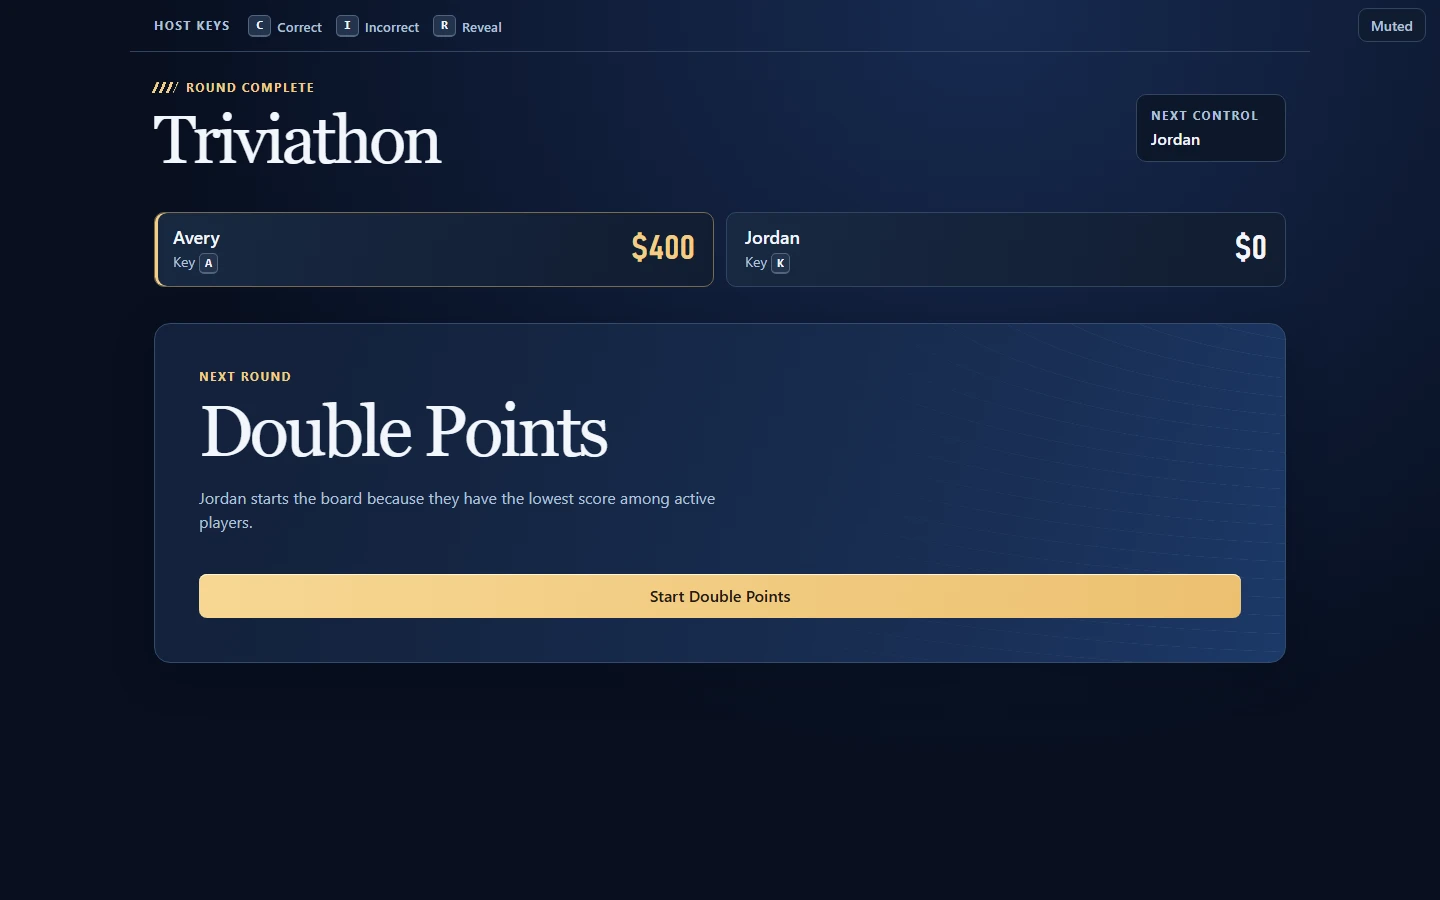 HOST KEYS C Correct I Incorrect R Reveal
Muted
ROUND COMPLETE
Triviathon
NEXT CONTROL
Jordan
Avery
Key A
$400
Jordan
Key K
$0
NEXT ROUND
Double Points
Jordan starts the board because they have the lowest score among active
players.
Start Double Points